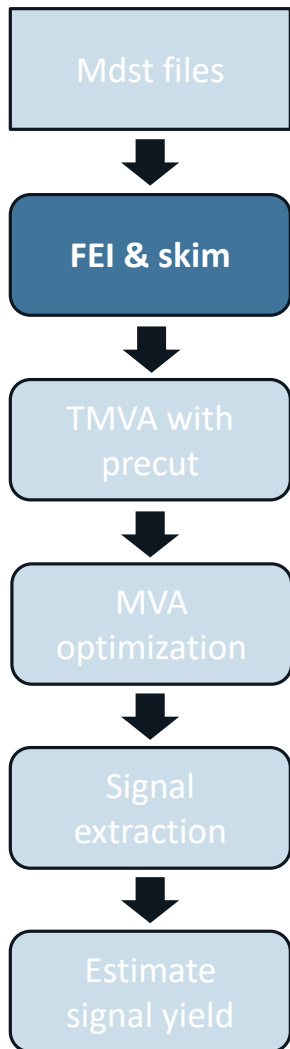 Mdst files
FEI & skim
TMVA with
precut
MVA
optimization
Signal
extraction
Estimate
signal yield